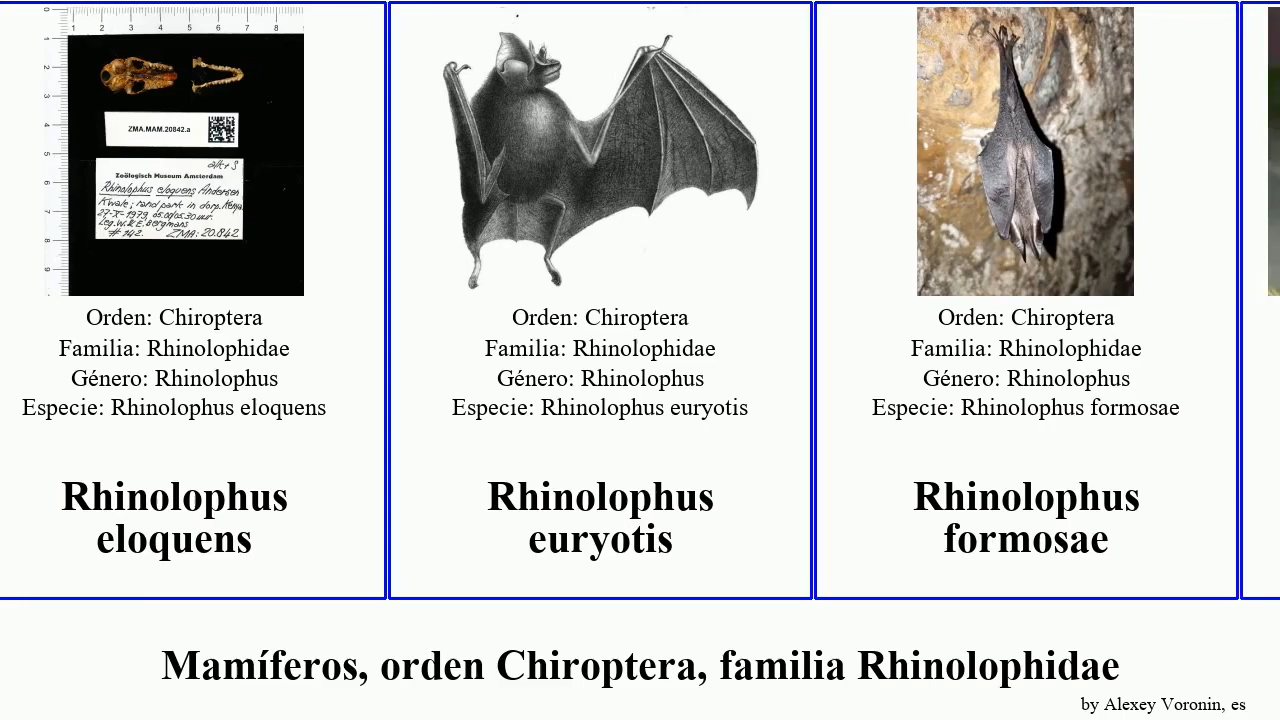 ZMA.MAM.20842.a
Zoölogisch Museum Amsterdam
Rhinolophus eloquens Andersen
Orden: Chiroptera
Familia: Rhinolophidae
Género: Rhinolophus
Especie: Rhinolophus eloquens
Rhinolophus
eloquens
Orden: Chiroptera
Familia: Rhinolophidae
Género: Rhinolophus
Especie: Rhinolophus euryotis
Rhinolophus
euryotis
Orden: Chiroptera
Familia: Rhinolophidae
Género: Rhinolophus
Especie: Rhinolophus formosae
Rhinolophus
formosae
Mamíferos, orden Chiroptera, familia Rhinolophidae
by Alexey Voronin, es